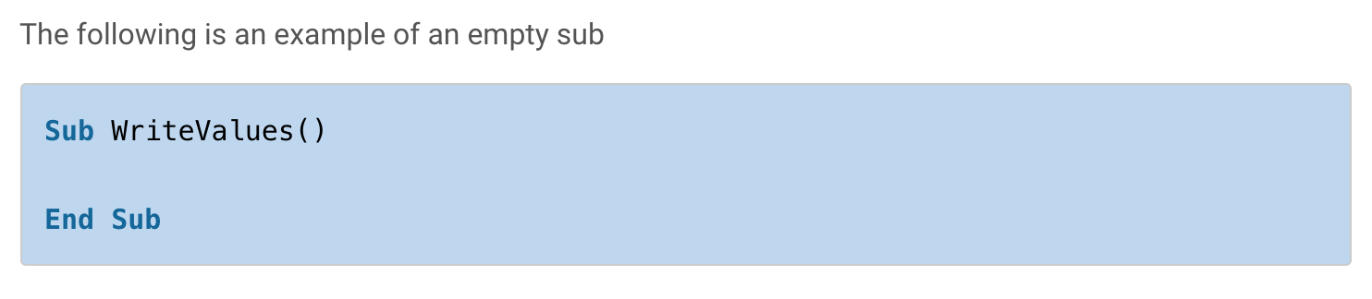 The following is an example of an empty sub
Sub WriteValues()
End Sub